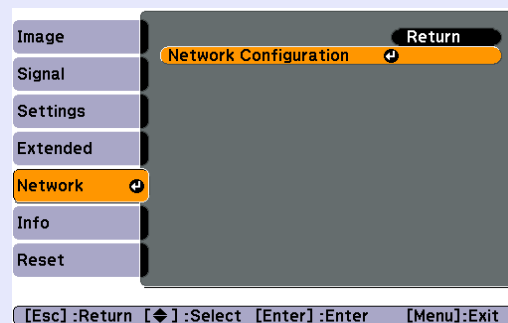 Image
Signal
Settings
Extended
Network
Info
Reset
Return
Network Configuration
[Esc] :Return [◆] :Select [Enter] :Enter [Menu]:Exit